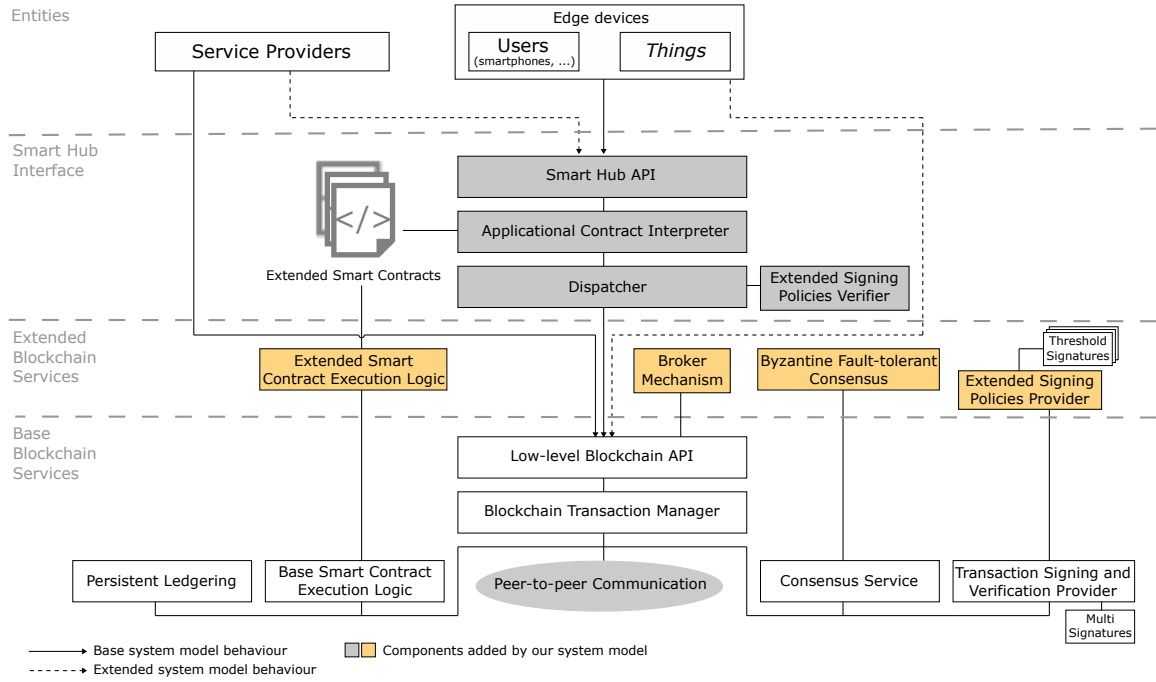 Entities
Edge devices
Service Providers
Users
(smartphones, ...)
Things
Smart Hub
Interface
Smart Hub API
</>
Applicational Contract Interpreter
Extended Smart Contracts
Dispatcher
Extended Signing
Policies Verifier
Extended
Blockchain
Services
Extended Smart
Contract Execution Logic
Broker
Mechanism
Byzantine Fault-tolerant
Consensus
Threshold
Signatures
Extended Signing
Policies Provider
Base
Blockchain
Services
Low-level Blockchain API
Blockchain Transaction Manager
Persistent Ledgering
Base Smart Contract
Execution Logic
Peer-to-peer Communication
Consensus Service
Transaction Signing and
Verification Provider
Multi
Signatures
Base system model behaviour
Components added by our system model
Extended system model behaviour